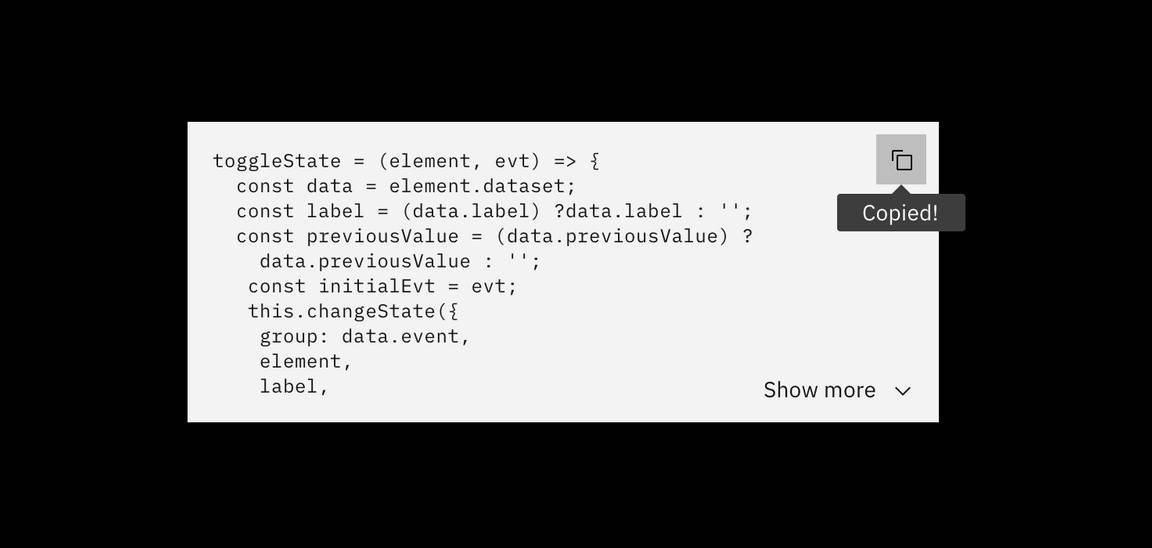 toggleState = (element, evt) => {
  const data = element.dataset;
  const label = (data.label) ?data.label : '';
  const previousValue = (data.previousValue) ?
    data.previousValue : '';
   const initialEvt = evt;
   this.changeState({
    group: data.event,
    element,
    label,
Copied!
Show more